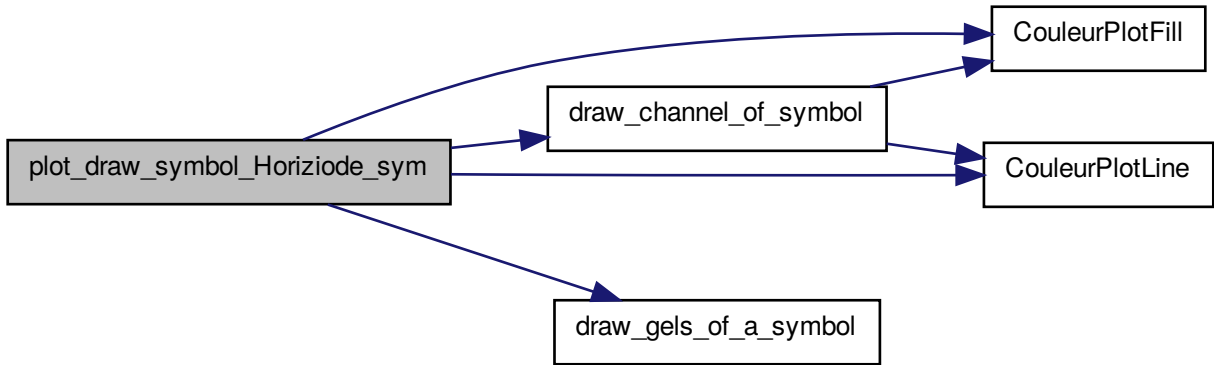 CouleurPlotFill
draw_channel_of_symbol
plot_draw_symbol_Horiziode_sym
CouleurPlotLine
draw_gels_of_a_symbol